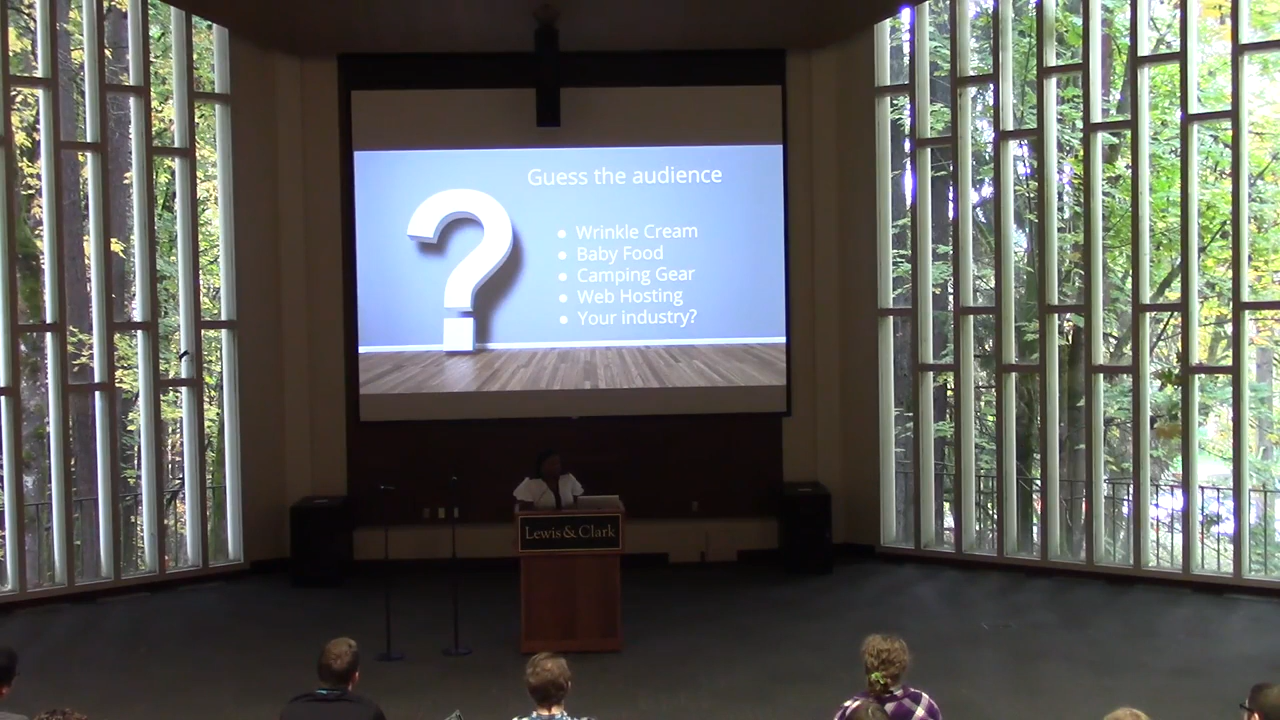 Guess the audience
● Wrinkle Cream
● Baby Food
● Camping Gear
● Web Hosting
● Your industry?
Lewis & Clark